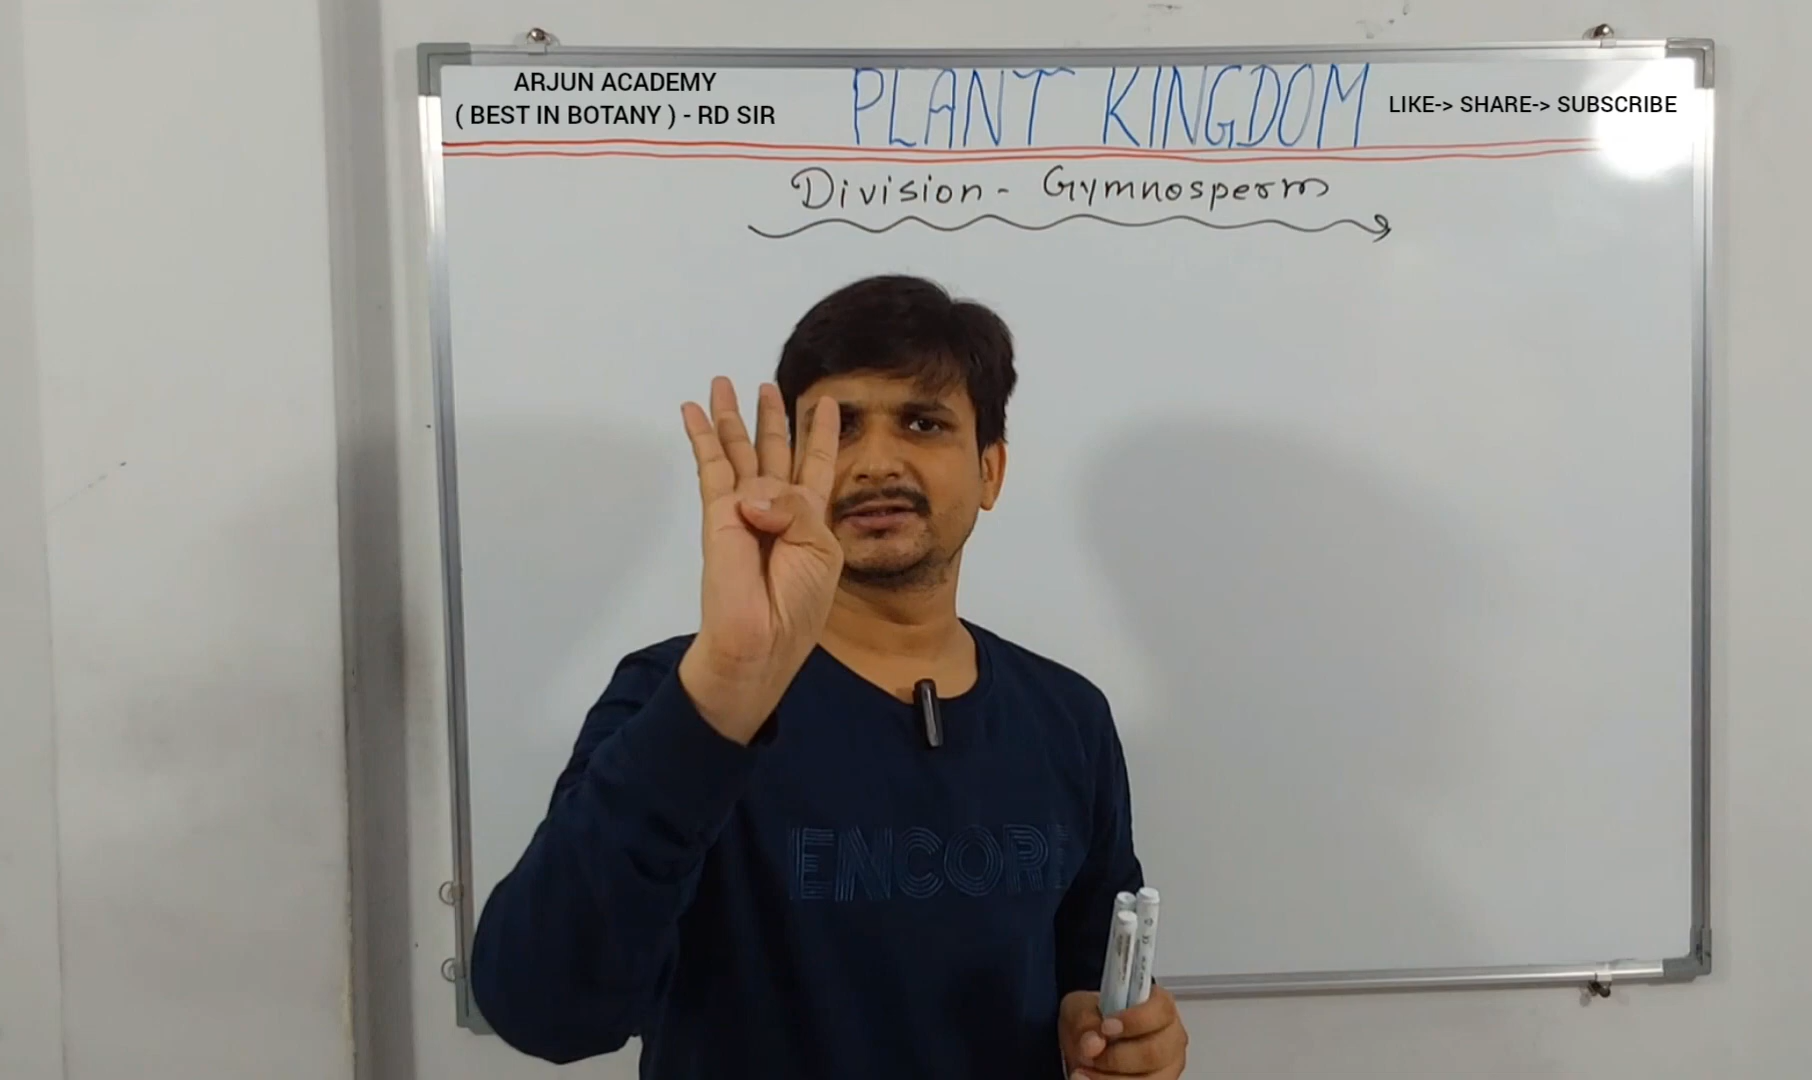 ARJUN ACADEMY
( BEST IN BOTANY ) - RD SIR
PLANT KINGDOM
LIKE-> SHARE-> SUBSCRIBE
Division - Gymnosperm
ENCORE